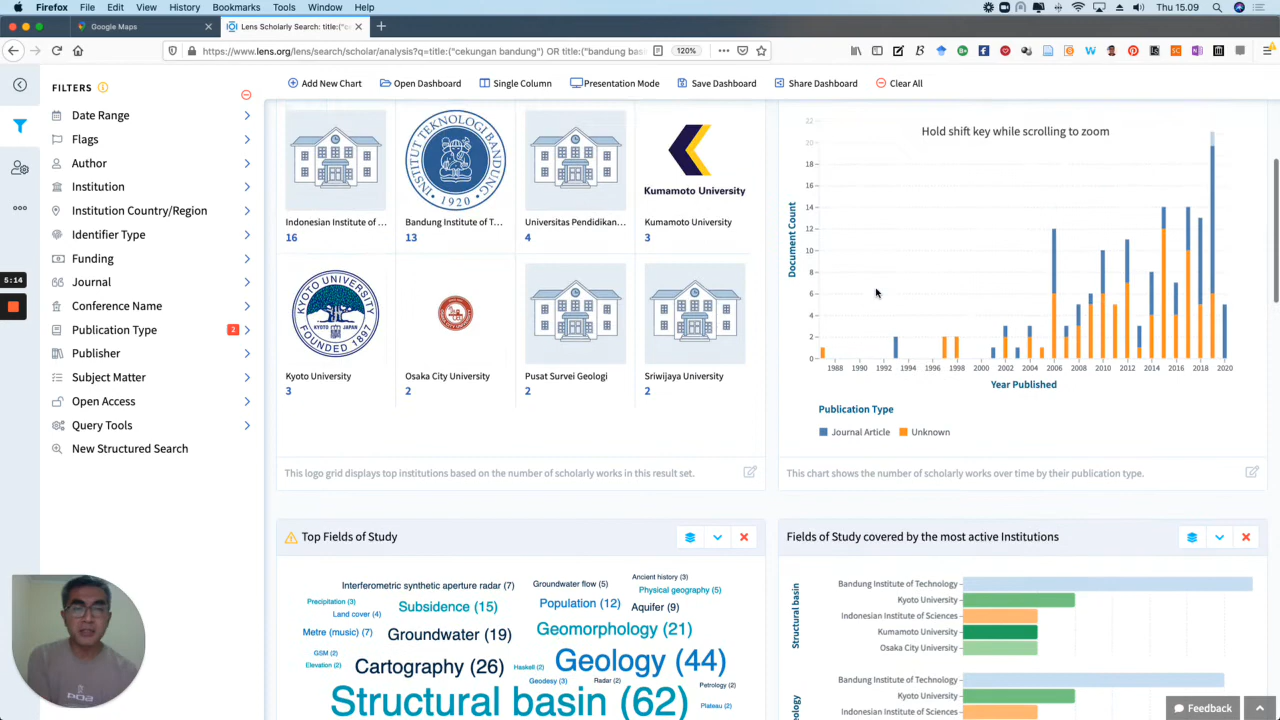 Firefox File Edit View History Bookmarks Tools Window Help
Thu 15.09
Google Maps
Lens Scholarly Search: title:("c
https://www.lens.org/lens/search/scholar/analysis?q=title:("cekungan bandung") OR title:("bandung bas
120%
FILTERS
Date Range
Flags
Author
Institution
Institution Country/Region
Identifier Type
Funding
Journal
Conference Name
Publication Type 2
Publisher
Subject Matter
Open Access
Query Tools
New Structured Search
5:14
Add New Chart
Open Dashboard
Single Column
Presentation Mode
Save Dashboard
Share Dashboard
Clear All
INSTITUT TEKNOLOGI BANDUNG
1920
Kumamoto University
Indonesian Institute of ...
16
Bandung Institute of T...
13
Universitas Pendidikan...
4
Kumamoto University
3
KYOTO UNIVERSITY
KYOTO JAPAN
FOUNDED 1897
Kyoto University
3
Osaka City University
2
Pusat Survei Geologi
2
Sriwijaya University
2
This logo grid displays top institutions based on the number of scholarly works in this result set.
Hold shift key while scrolling to zoom
Document Count
22
20
18
16
14
12
10
8
6
4
2
0
1988 1990 1992 1994 1996 1998 2000 2002 2004 2006 2008 2010 2012 2014 2016 2018 2020
Year Published
Publication Type
Journal Article
Unknown
This chart shows the number of scholarly works over time by their publication type.
Top Fields of Study
Interferometric synthetic aperture radar (7)
Groundwater flow (5)
Ancient history (3)
Physical geography (5)
Precipitation (3)
Land cover (4)
Subsidence (15)
Population (12)
Aquifer (9)
Metre (music) (7)
Groundwater (19)
Geomorphology (21)
GSM (2)
Elevation (2)
Cartography (26)
Haskell (2)
Geology (44)
Geodesy (3)
Radar (2)
Petrology (2)
Structural basin (62)
Plateau (2)
Fields of Study covered by the most active Institutions
Structural basin
Bandung Institute of Technology
Kyoto University
Indonesian Institute of Sciences
Kumamoto University
Osaka City University
ology
Bandung Institute of Technology
Kyoto University
Indonesian Institute of Sciences
Feedback